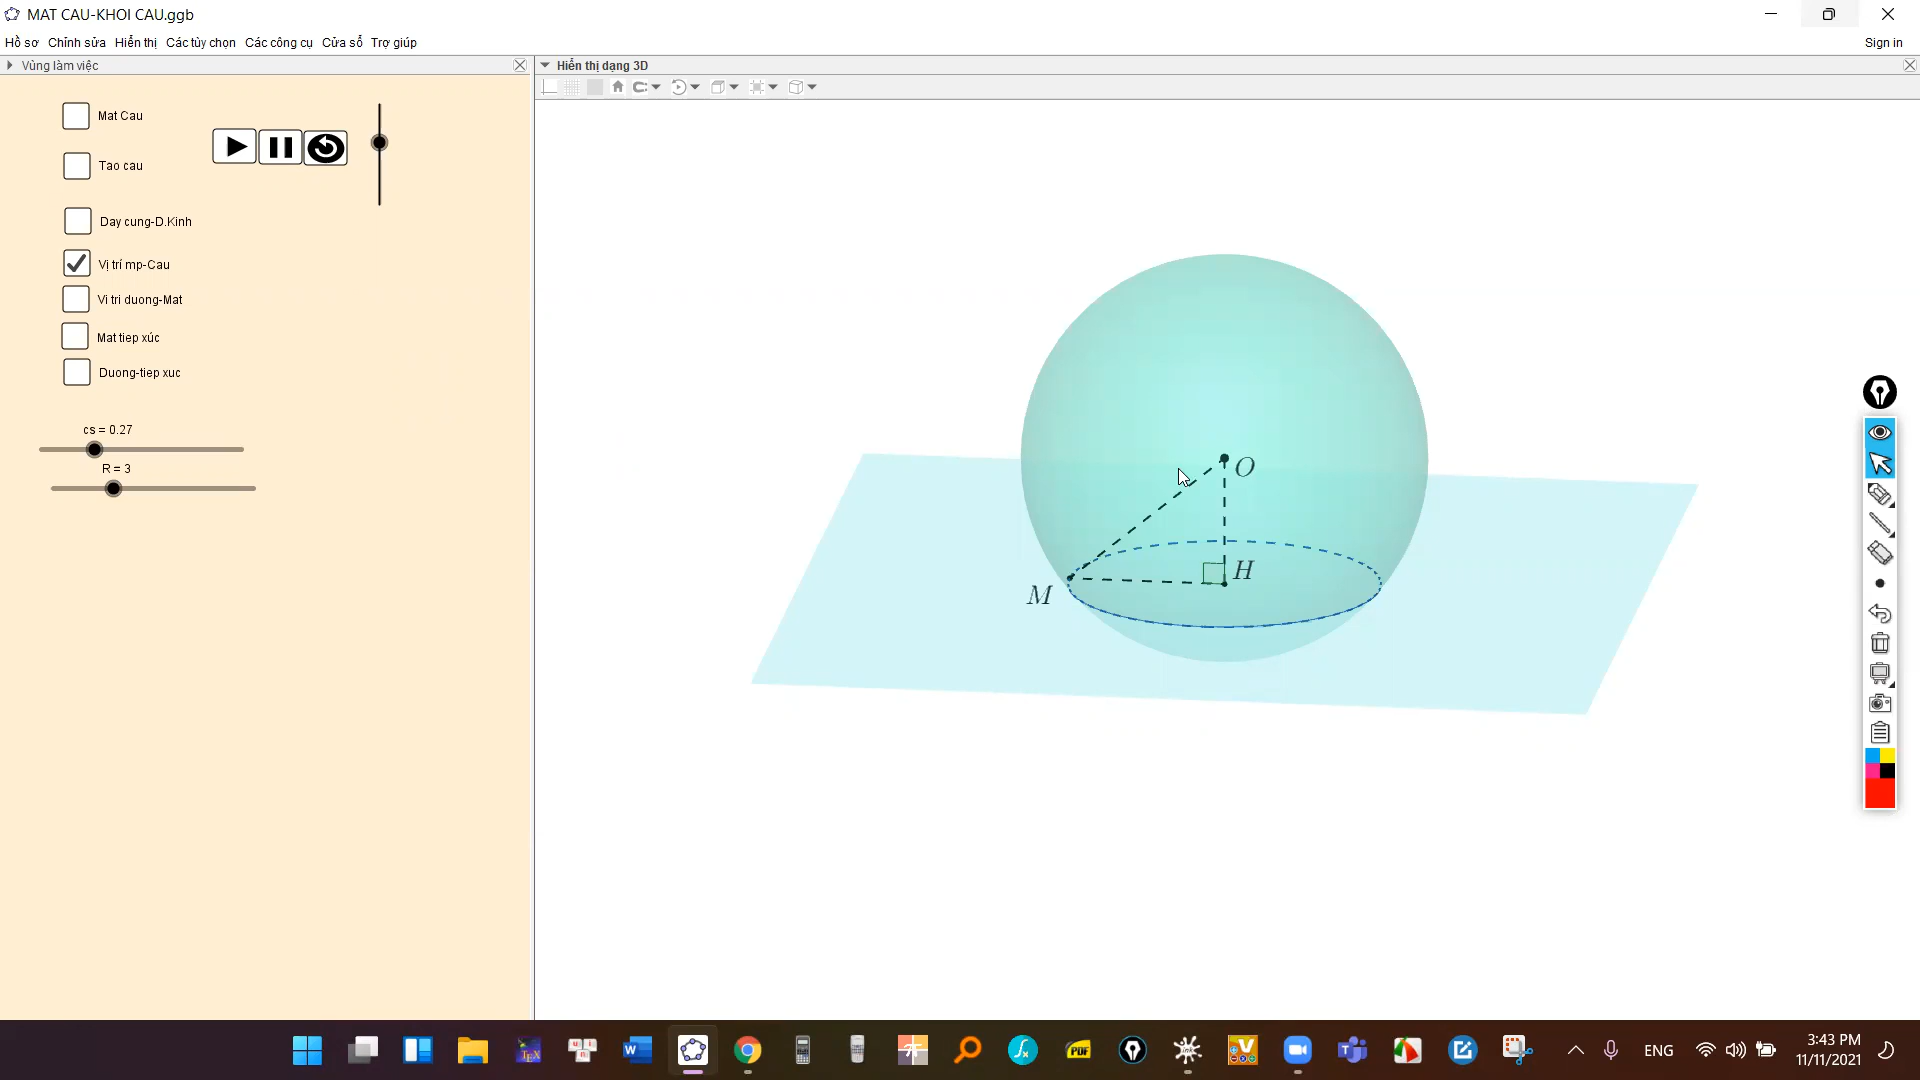 MAT CAU-KHOI CAU.ggb
Hồ sơ Chỉnh sửa Hiển thị Các tùy chọn Các công cụ Cửa sổ Trợ giúp
Sign in
Vùng làm việc
Hiển thị dạng 3D
Mat Cau
Tao cau
Day cung-D.Kinh
Vị trí mp-Cau
Vi tri duong-Mat
Mat tiep xúc
Duong-tiep xuc
cs = 0.27
R = 3
O
H
M
PDF
ENG
3:43 PM
11/11/2021